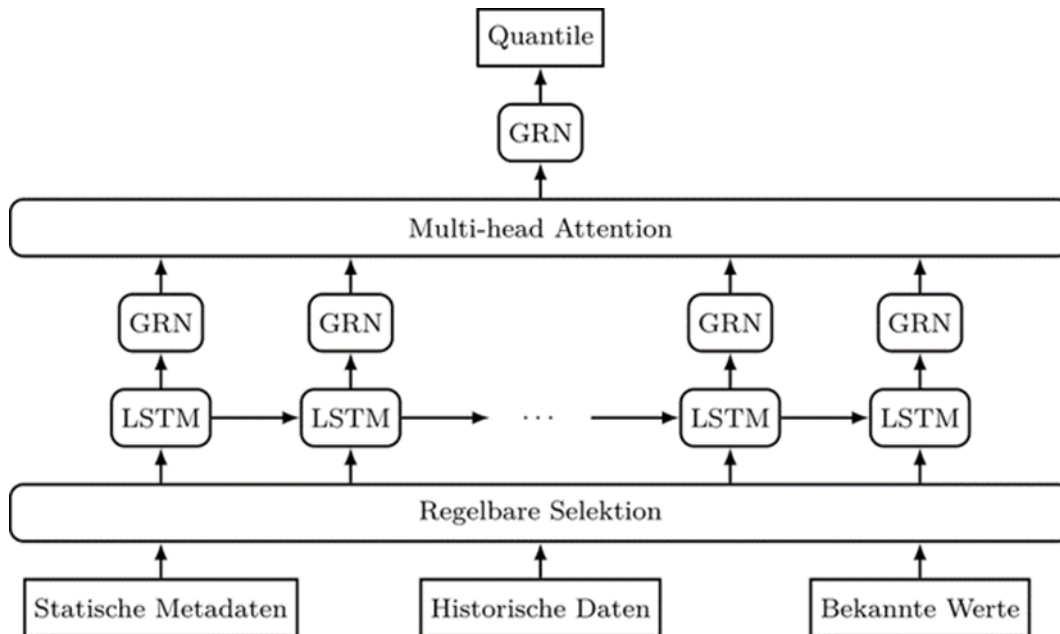 Quantile
GRN
Multi-head Attention
GRN GRN GRN GRN
LSTM LSTM ... LSTM LSTM
Regelbare Selektion
Statische Metadaten Historische Daten Bekannte Werte